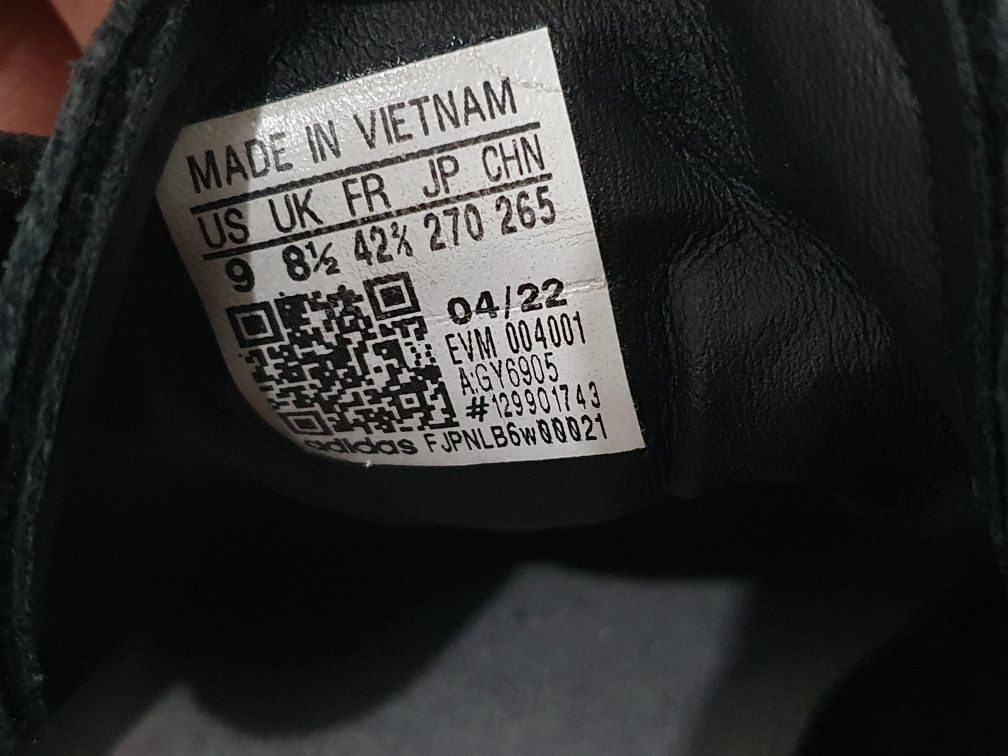 MADE IN VIETNAM
US UK FR JP CHN
9 8½ 42⅔ 270 265
04/22
EVM 004001
A:GY6905
#129901743
adidas FJPNLB6w00021